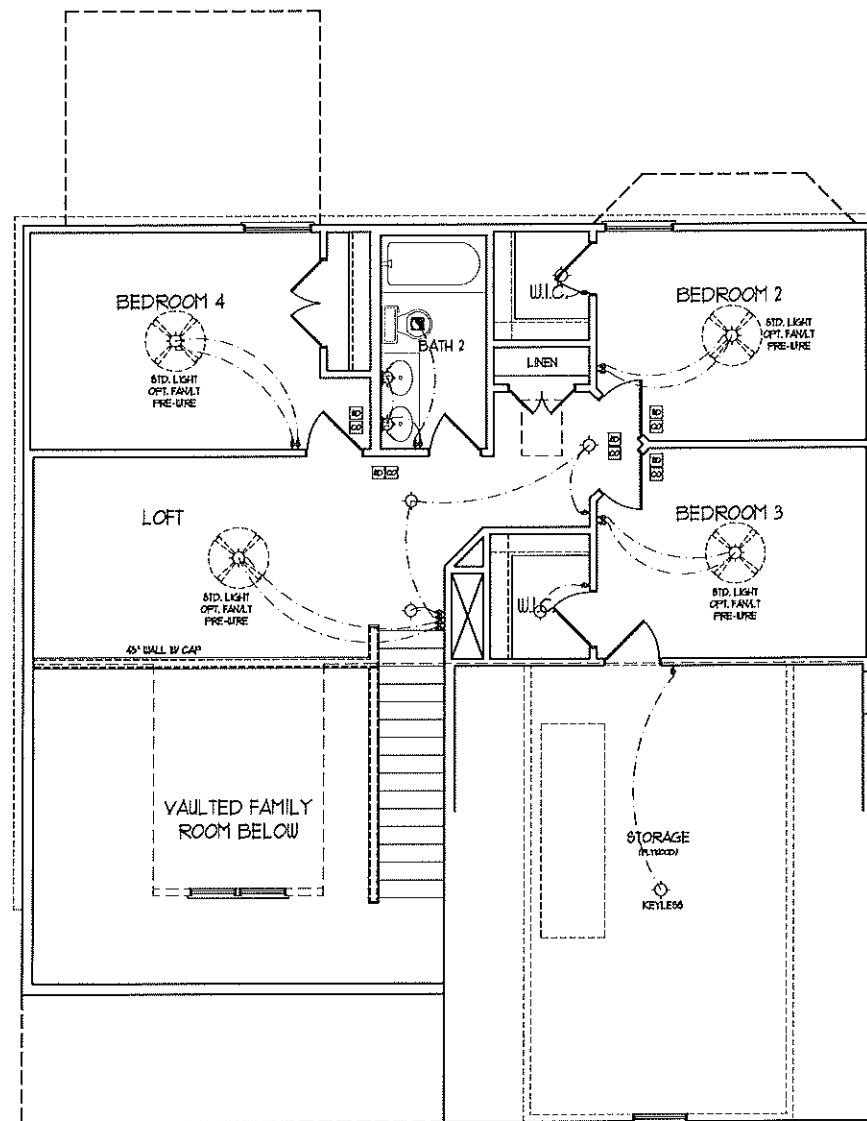 BEDROOM 4
STD. LIGHT
OPT. FAN/LT
PRE-WIRE
BATH 2
W.I.C.
BEDROOM 2
STD. LIGHT
OPT. FAN/LT
PRE-WIRE
LINEN
LOFT
STD. LIGHT
OPT. FAN/LT
PRE-WIRE
W.I.C.
BEDROOM 3
STD. LIGHT
OPT. FAN/LT
PRE-WIRE
WALL W/ CAP
VAULTED FAMILY
ROOM BELOW
STORAGE
(PLYWOOD)
KEYLESS